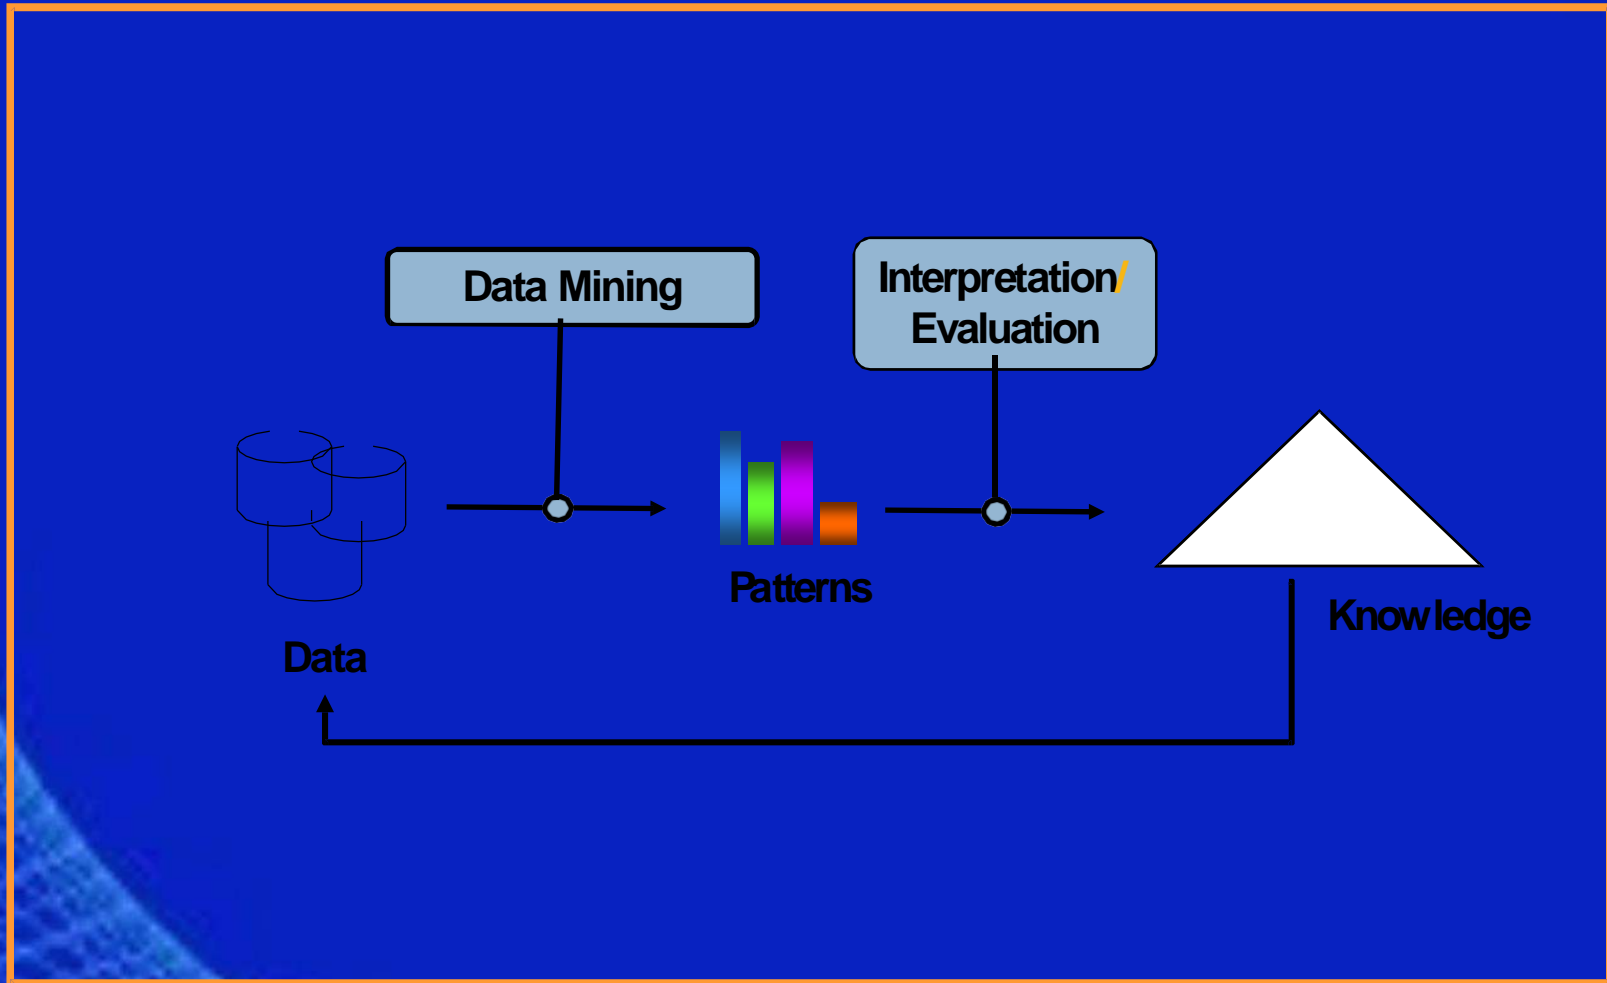 Data Mining
Interpretation/
Evaluation
Patterns
Knowledge
Data